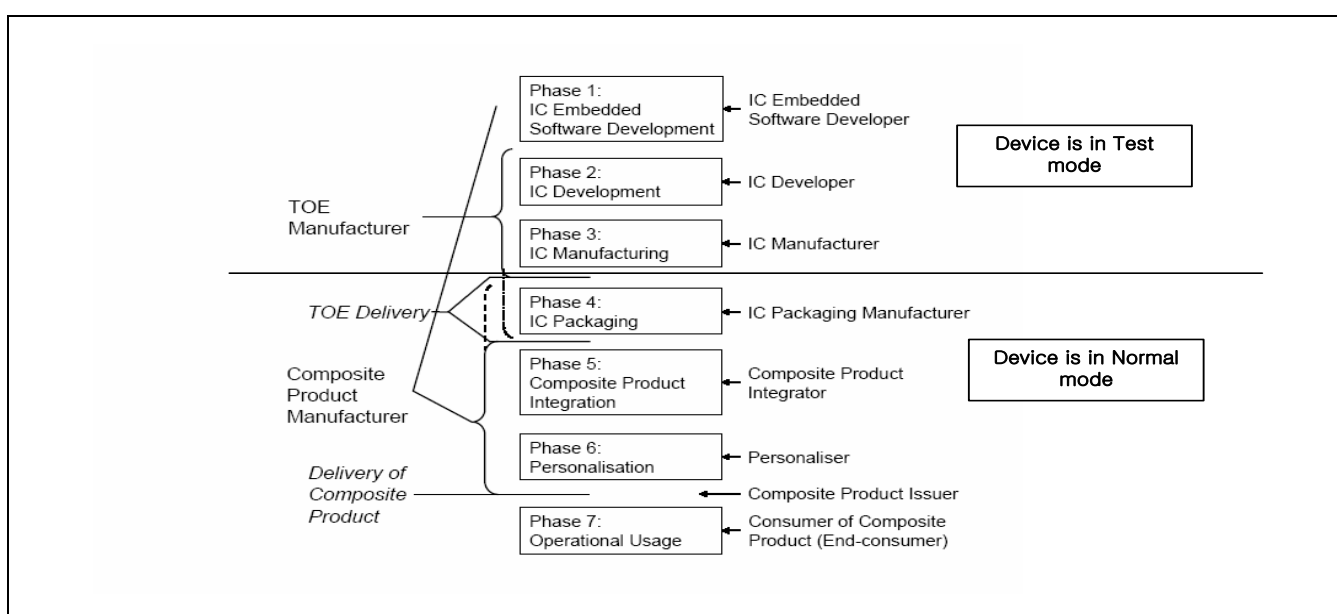 Phase 1:
IC Embedded
Software Development
IC Embedded
Software Developer
Device is in Test
mode
Phase 2:
IC Development
IC Developer
TOE
Manufacturer
Phase 3:
IC Manufacturing
IC Manufacturer
TOE Delivery
Phase 4:
IC Packaging
IC Packaging Manufacturer
Device is in Normal
mode
Composite
Product
Manufacturer
Phase 5:
Composite Product
Integration
Composite Product
Integrator
Phase 6:
Personalisation
Personaliser
Delivery of
Composite
Product
Composite Product Issuer
Phase 7:
Operational Usage
Consumer of Composite
Product (End-consumer)